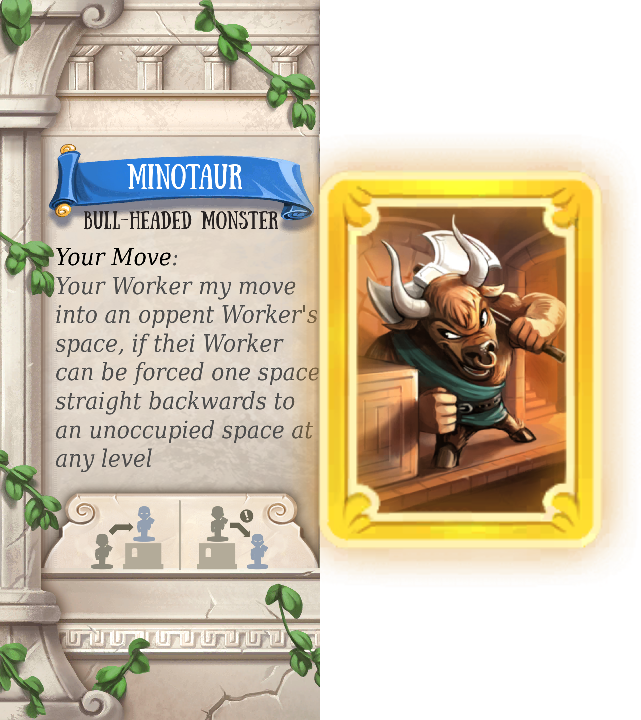 MINOTAUR
BULL-HEADED MONSTER
Your Move:
Your Worker my move
into an oppent Worker's
space, if thei Worker
can be forced one space
straight backwards to
an unoccupied space at
any level
!